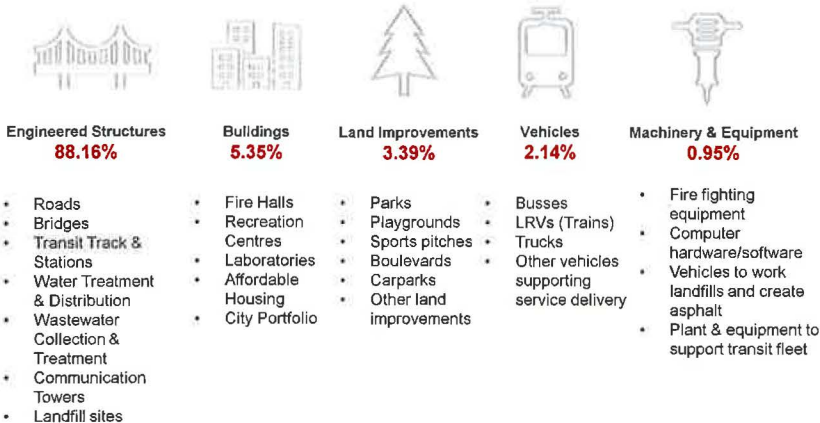 Engineered Structures
88.16%
• Roads
• Bridges
• Transit Track &
Stations
• Water Treatment
& Distribution
• Wastewater
Collection &
Treatment
• Communication
Towers
• Landfill sites
Buildings
5.35%
• Fire Halls
• Recreation
Centres
• Laboratories
• Affordable
Housing
• City Portfolio
Land Improvements
3.39%
• Parks
• Playgrounds
• Sports pitches
• Boulevards
• Carparks
• Other land
improvements
Vehicles
2.14%
• Busses
• LRVs (Trains)
• Trucks
• Other vehicles
supporting
service delivery
Machinery & Equipment
0.95%
• Fire fighting
equipment
• Computer
hardware/software
• Vehicles to work
landfills and create
asphalt
• Plant & equipment to
support transit fleet